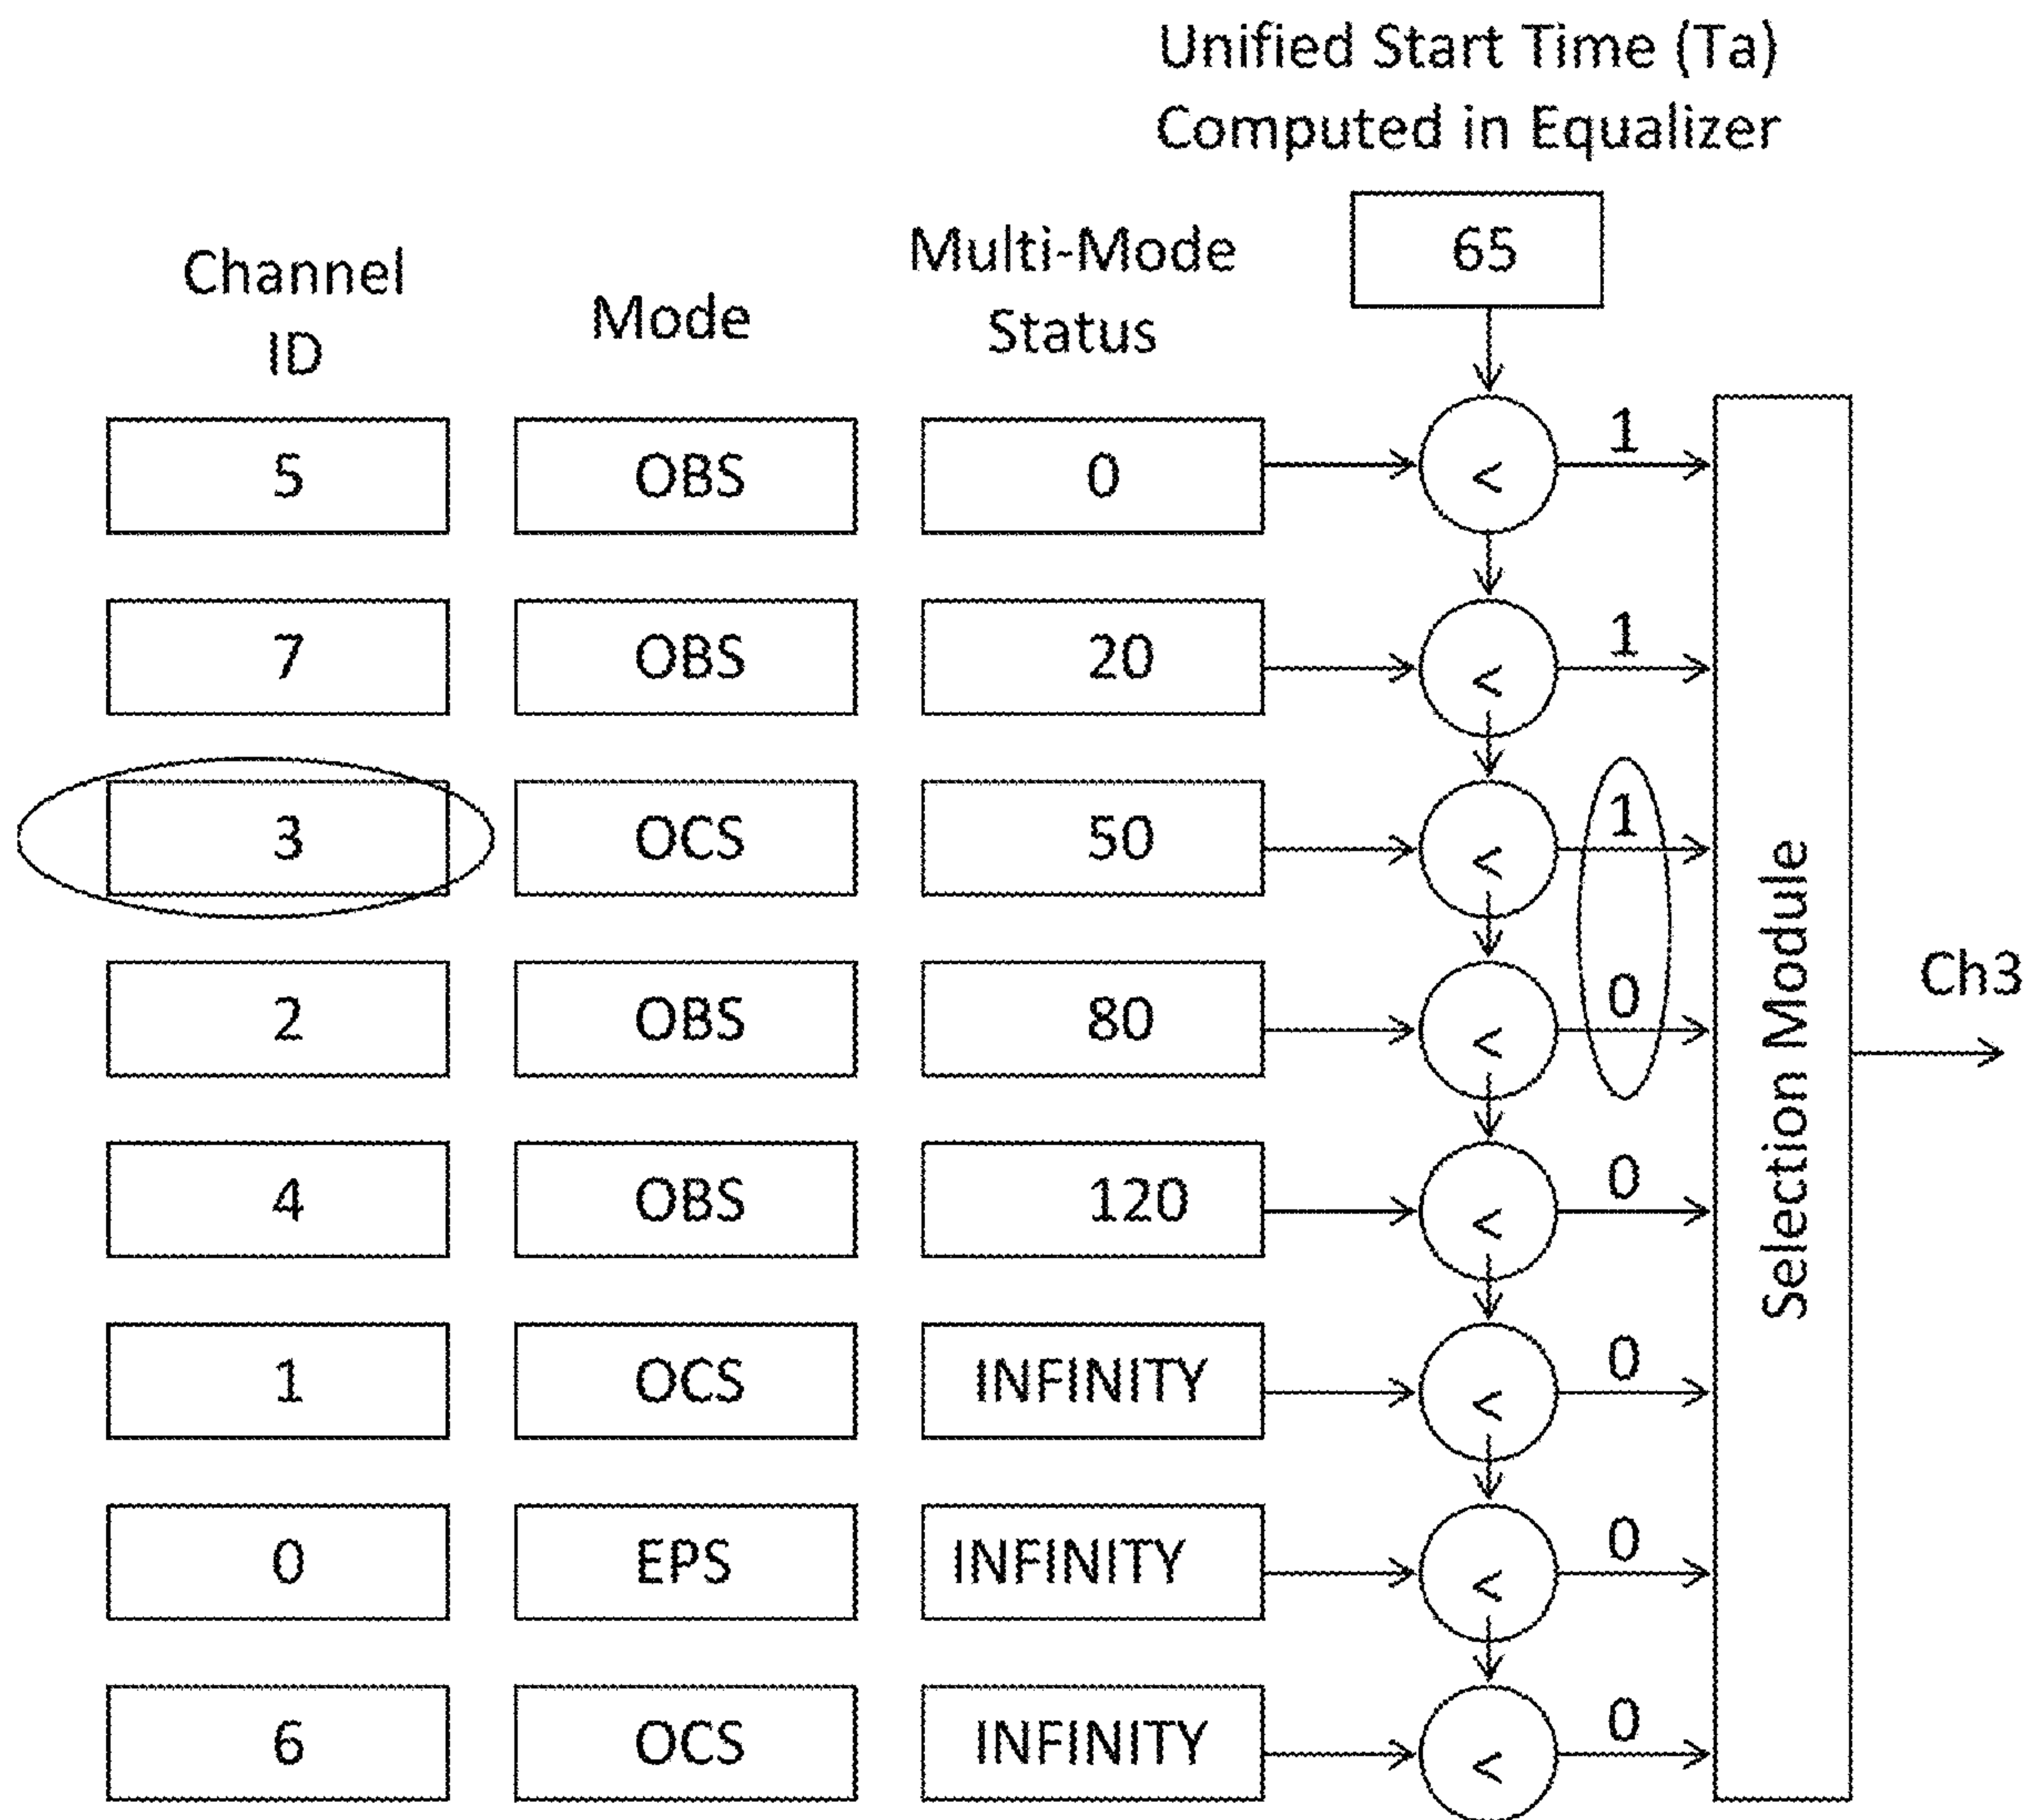 Unified Start Time (Ta)
Computed in Equalizer
65
Channel
ID
Mode
Multi-Mode
Status
5 OBS 0 < 1
7 OBS 20 < 1
3 OCS 50 < 1
2 OBS 80 < 0
4 OBS 120 < 0
1 OCS INFINITY < 0
0 EPS INFINITY < 0
6 OCS INFINITY < 0
Selection Module
Ch3